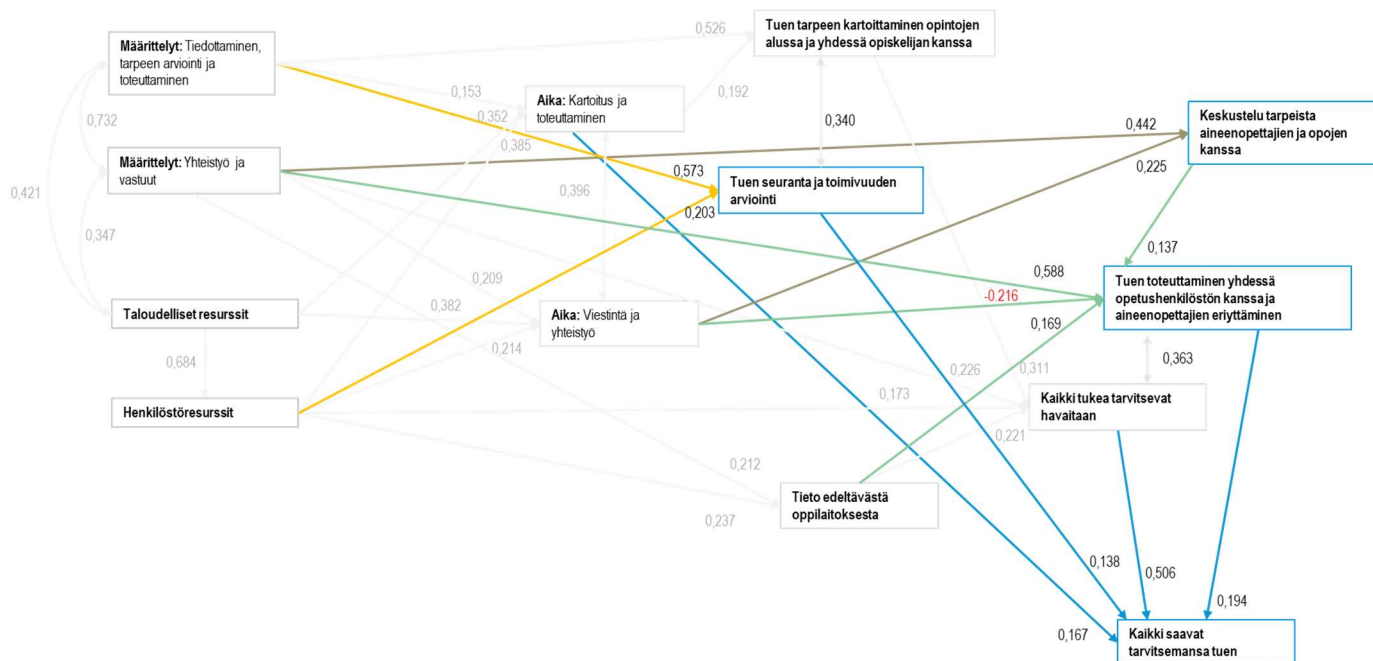 Tuen tarpeen kartoittaminen opintojen
alussa ja yhdessä opiskelijan kanssa
0,526
Määrittelyt: Tiedottaminen,
tarpeen arviointi ja
toteuttaminen
0,153
0,192
Aika: Kartoitus ja
toteuttaminen
0,352
0,385
0,340
0,732
0,442
Keskustelu tarpeista
aineenopettajien ja opojen
kanssa
0,225
Määrittelyt: Yhteistyö ja
vastuut
0,573
0,203
Tuen seuranta ja toimivuuden
arviointi
0,421
0,396
0,347
0,137
0,209
0,588
Tuen toteuttaminen yhdessä
opetushenkilöstön kanssa ja
aineenopettajien eriyttäminen
-0.216
0,382
Taloudelliset resurssit
Aika: Viestintä ja
yhteistyö
0,169
0,214
0,684
0,226
0,311
0,363
0,173
Henkilöstöresurssit
Kaikki tukea tarvitsevat
havaitaan
0,221
0,212
Tieto edeltävästä
oppilaitoksesta
0,237
0,138
0,506
0,194
0,167
Kaikki saavat
tarvitsemansa tuen